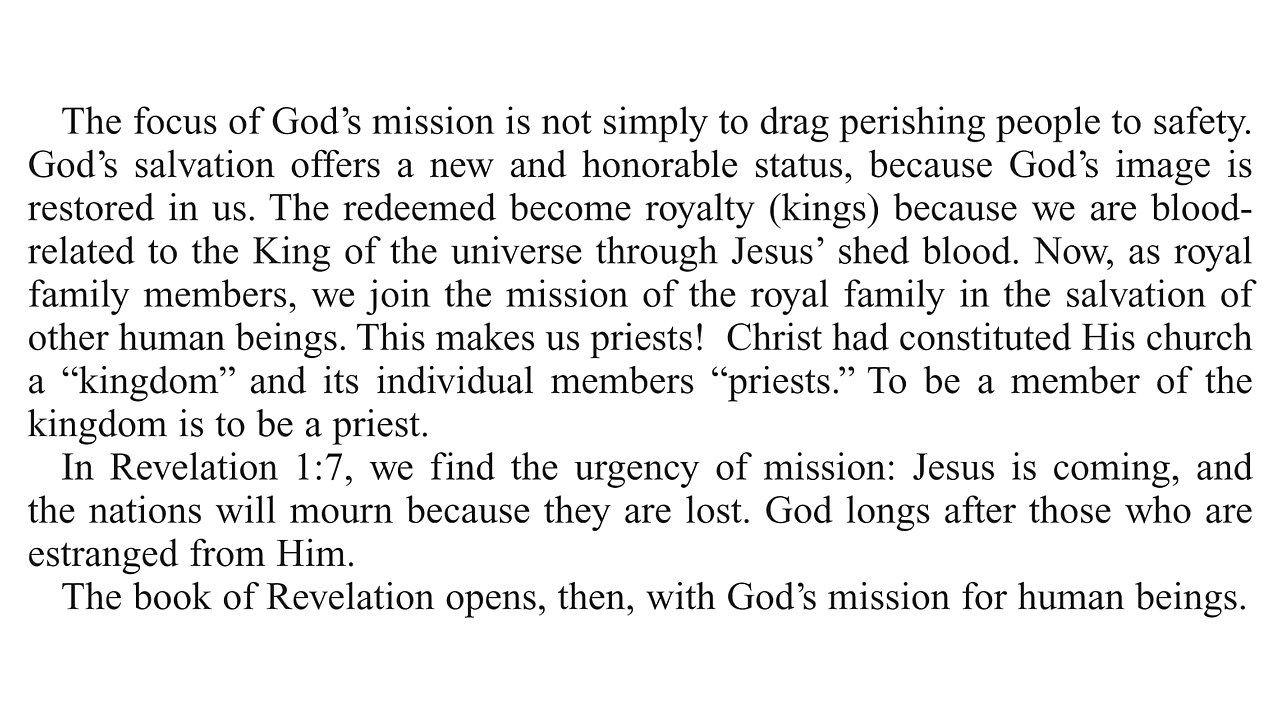 The focus of God’s mission is not simply to drag perishing people to safety.
God’s salvation offers a new and honorable status, because God’s image is
restored in us. The redeemed become royalty (kings) because we are blood-
related to the King of the universe through Jesus’ shed blood. Now, as royal
family members, we join the mission of the royal family in the salvation of
other human beings. This makes us priests!  Christ had constituted His church
a “kingdom” and its individual members “priests.” To be a member of the
kingdom is to be a priest.
In Revelation 1:7, we find the urgency of mission: Jesus is coming, and
the nations will mourn because they are lost. God longs after those who are
estranged from Him.
The book of Revelation opens, then, with God’s mission for human beings.